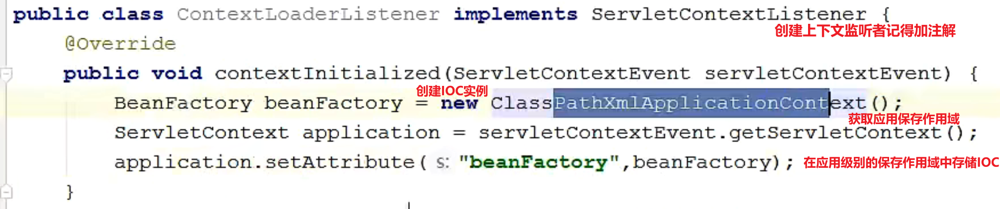 public class ContextLoaderListener implements ServletContextListener {
创建上下文监听者记得加注解
@Override
public void contextInitialized(ServletContextEvent servletContextEvent) {
创建IOC实例
BeanFactory beanFactory = new ClassPathXmlApplicationContext();
获取应用保存作用域
ServletContext application = servletContextEvent.getServletContext();
application.setAttribute( s: "beanFactory",beanFactory); 在应用级别的保存作用域中存储IOC
}